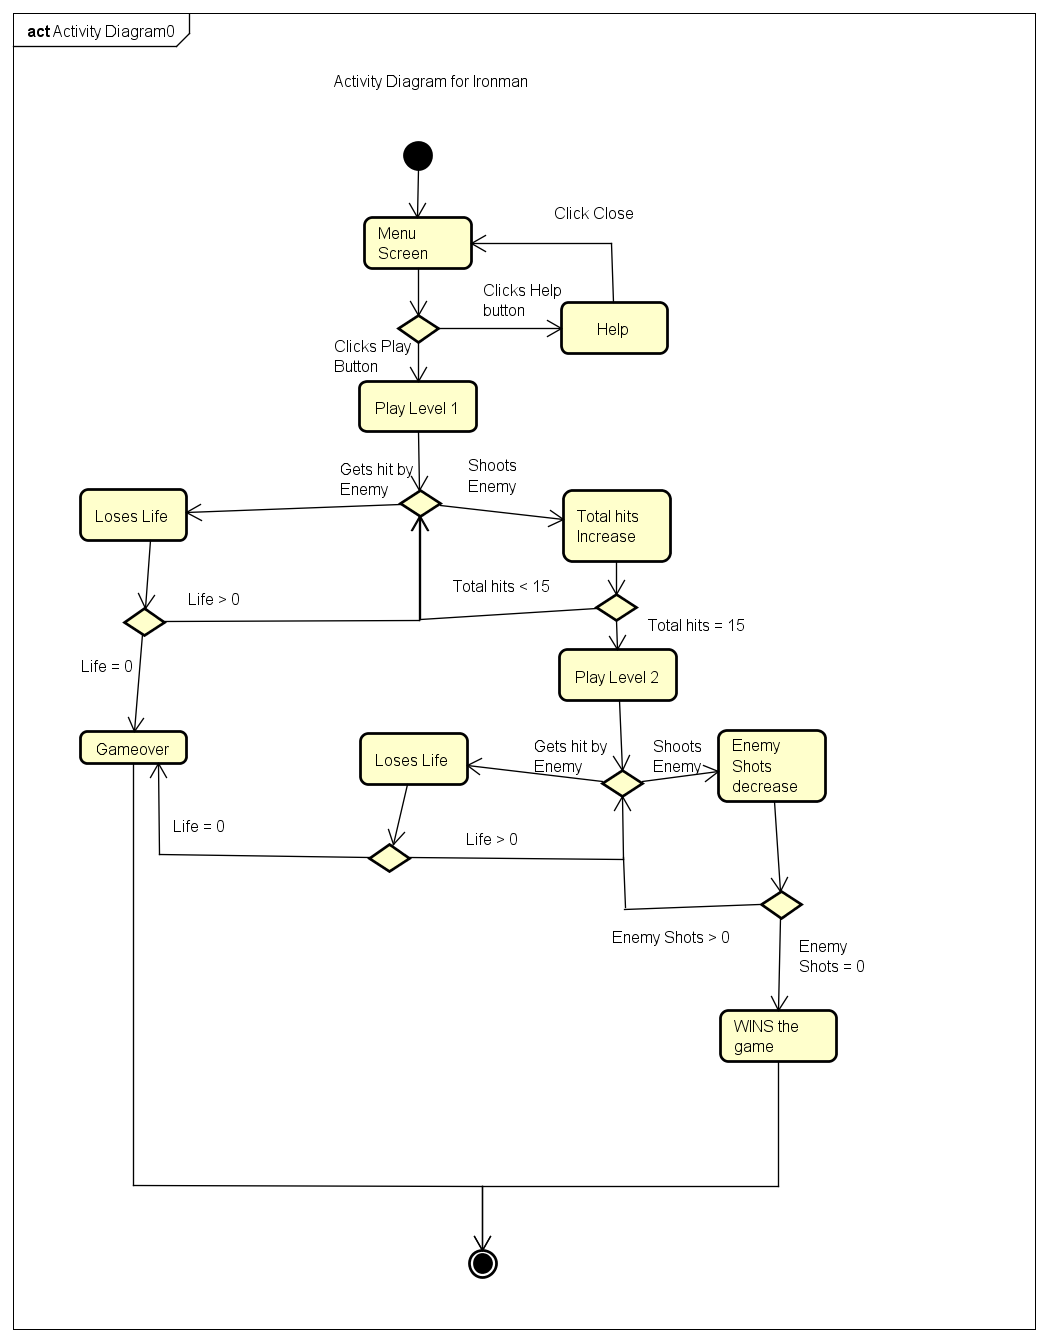 act Activity Diagram0
Activity Diagram for Ironman
Click Close
Menu
Screen
Clicks Help
button
Help
Clicks Play
Button
Play Level 1
Gets hit by
Enemy
Shoots
Enemy
Loses Life
Total hits
Increase
Life > 0
Total hits < 15
Total hits = 15
Life = 0
Play Level 2
Gameover
Loses Life
Gets hit by
Enemy
Shoots
Enemy
Enemy
Shots
decrease
Life = 0
Life > 0
Enemy Shots > 0
Enemy
Shots = 0
WINS the
game